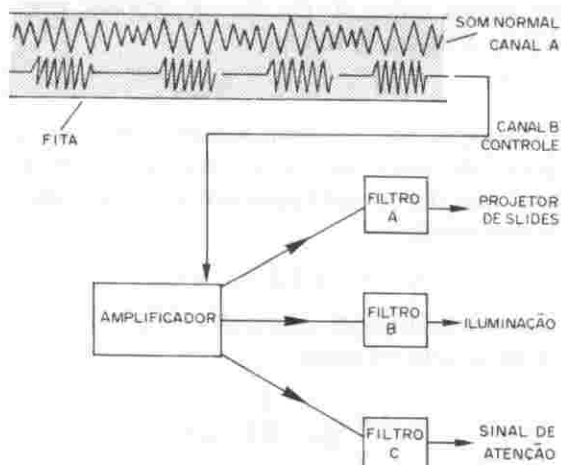 SOM NORMAL
CANAL A
FITA
CANAL B
CONTROLE
FILTRO
A
PROJETOR
DE SLIDES
AMPLIFICADOR
FILTRO
B
ILUMINAÇÃO
FILTRO
C
SINAL DE
ATENÇÃO